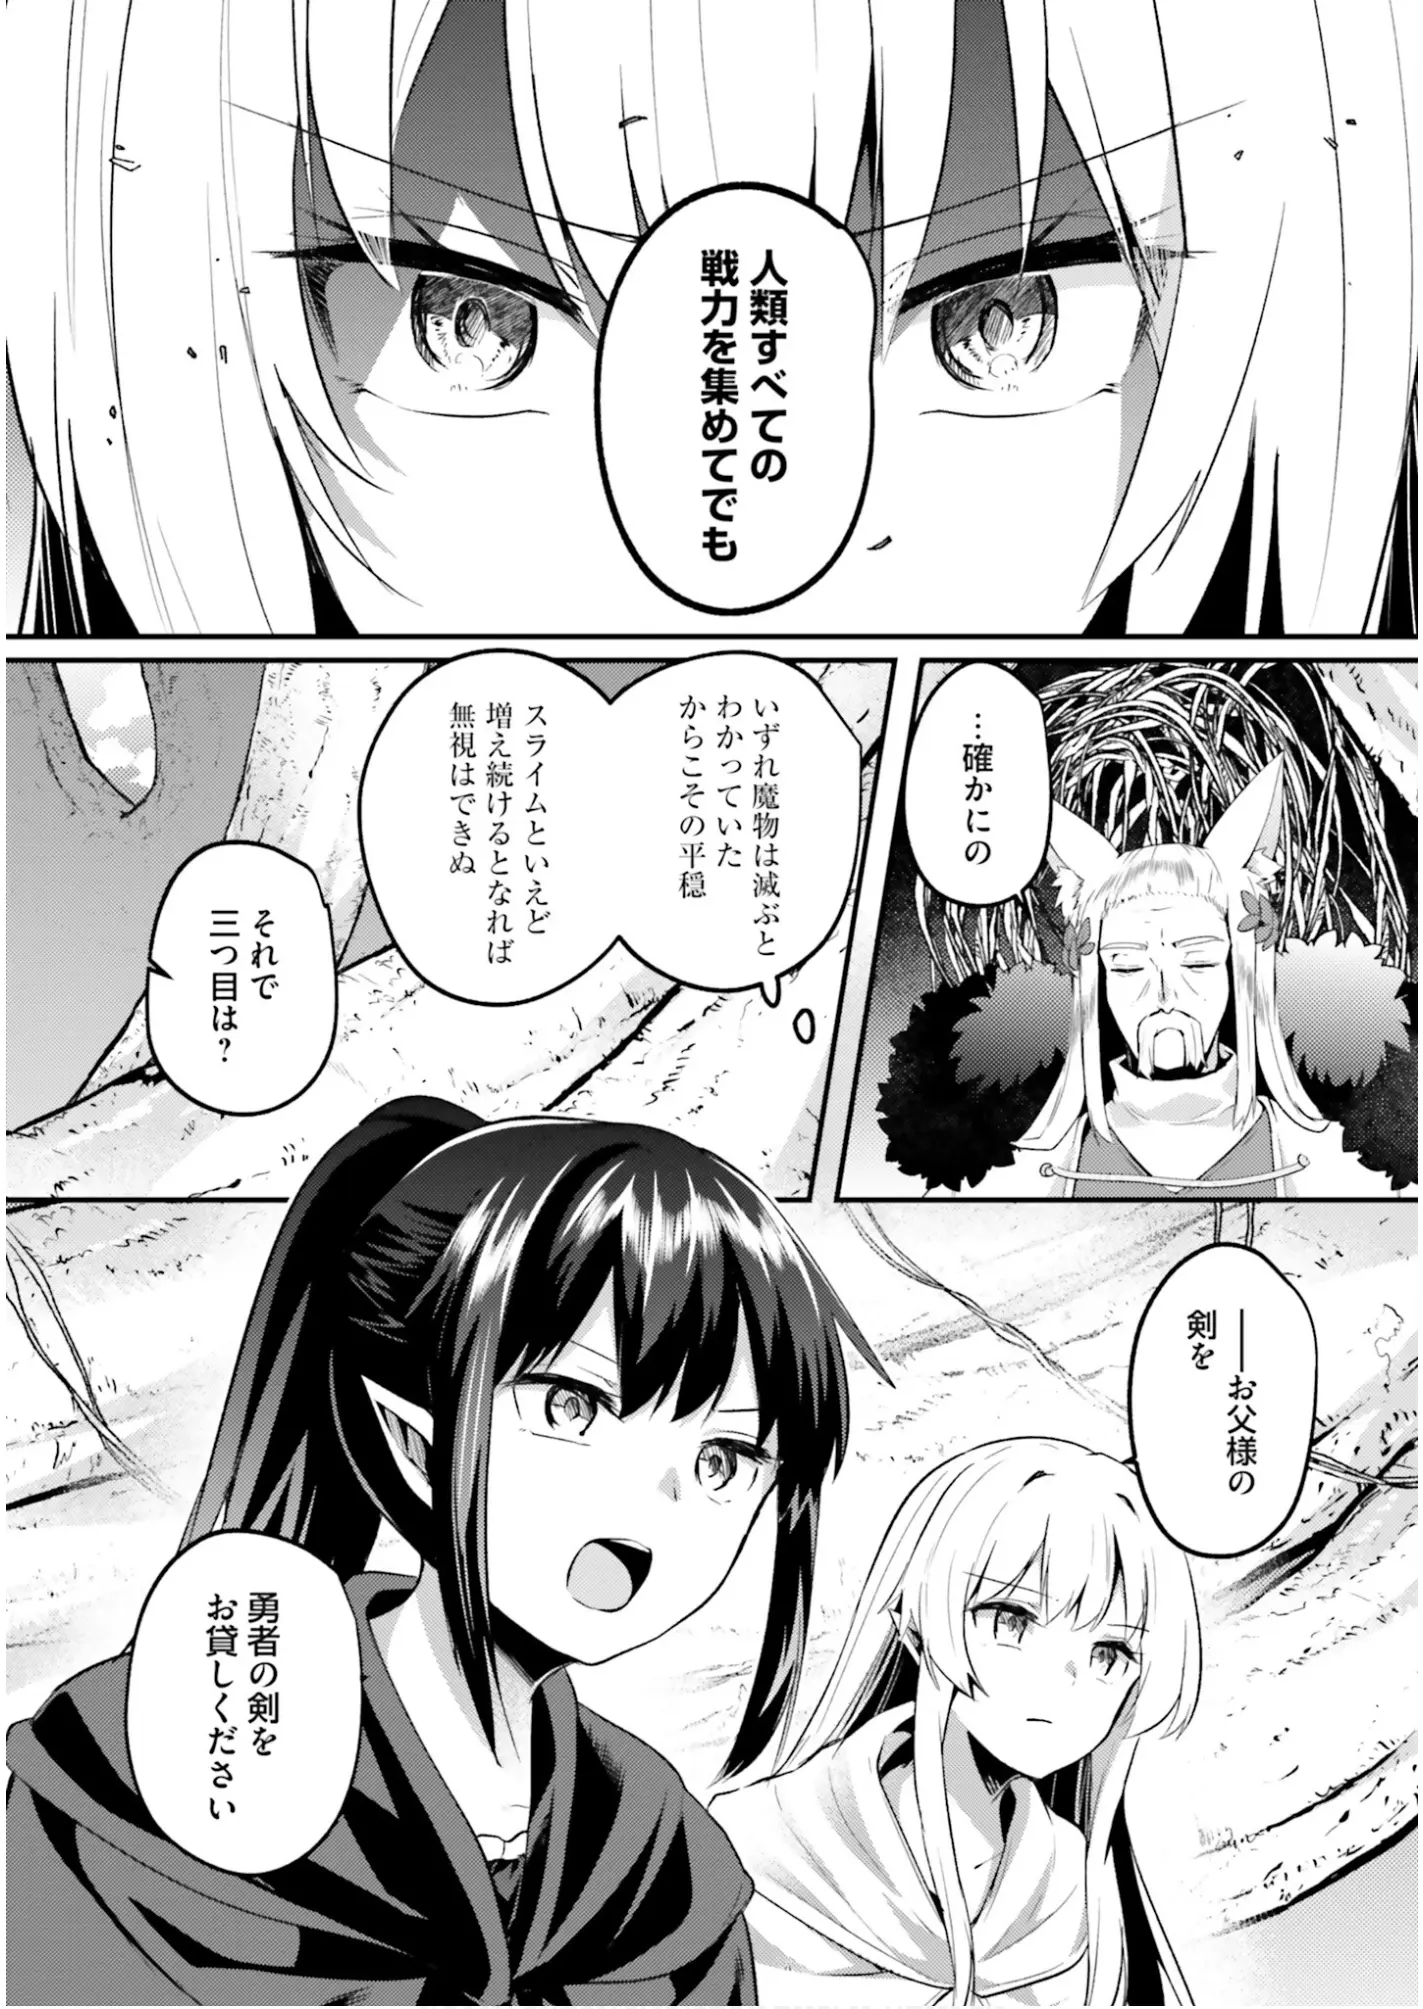 人類すべての
戦力を集めてでも
…確かにの
いずれ魔物は滅ぶと
わかっていた
からこその平穏
スライムといえど
増え続けるとなれば
無視はできぬ
それで
三つ目は?
――お父様の
剣を
勇者の剣を
お貸しください